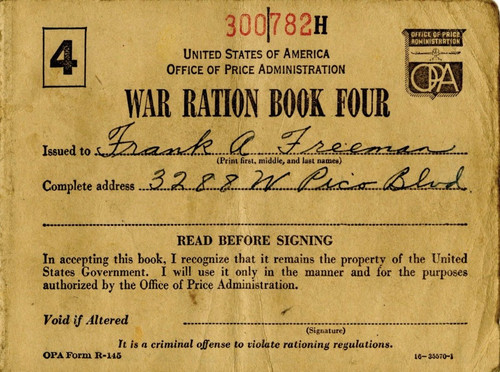 300782H
4
OFFICE OF PRICE
ADMINISTRATION
OPA
UNITED STATES OF AMERICA
OFFICE OF PRICE ADMINISTRATION
WAR RATION BOOK FOUR
Issued to Frank A Freeman
(Print first, middle, and last names)
Complete address 3288 W Pico Blvd
READ BEFORE SIGNING
In accepting this book, I recognize that it remains the property of the United
States Government. I will use it only in the manner and for the purposes
authorized by the Office of Price Administration.
Void if Altered
(Signature)
It is a criminal offense to violate rationing regulations.
OPA Form R-145
16-35570-1